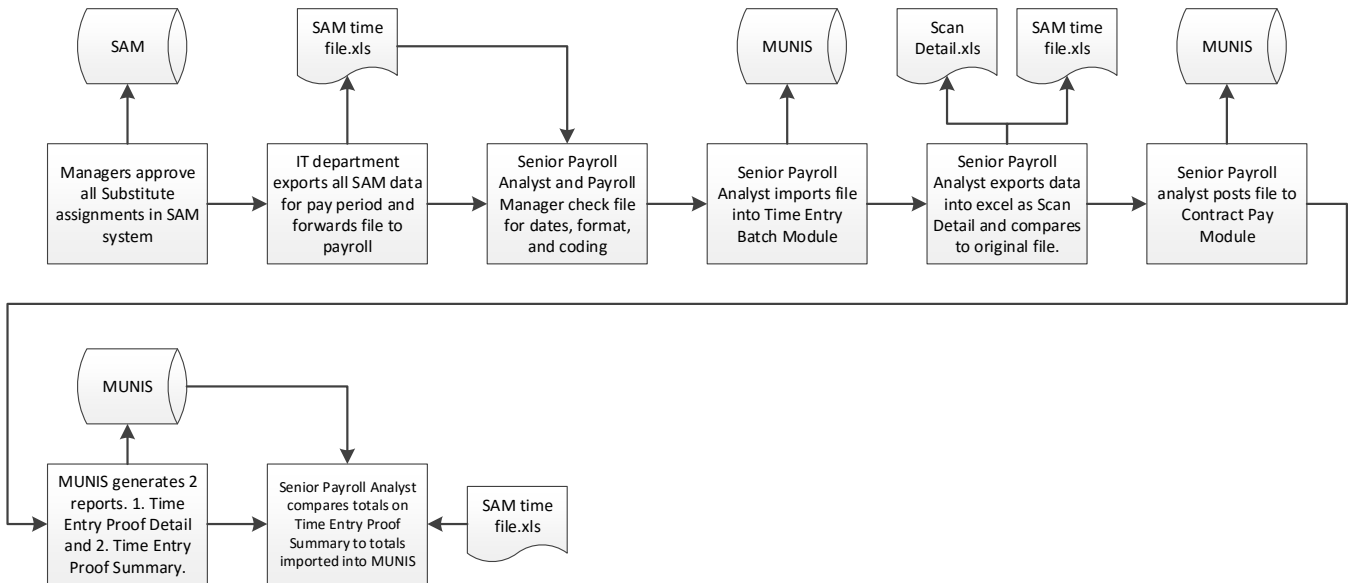 SAM
SAM time
file.xls
MUNIS
Scan
Detail.xls
SAM time
file.xls
MUNIS
Managers approve
all Substitute
assignments in SAM
system
IT department
exports all SAM data
for pay period and
forwards file to
payroll
Senior Payroll
Analyst and Payroll
Manager check file
for dates, format,
and coding
Senior Payroll
Analyst imports file
into Time Entry
Batch Module
Senior Payroll
Analyst exports data
into excel as Scan
Detail and compares
to original file.
Senior Payroll
analyst posts file to
Contract Pay
Module
MUNIS
MUNIS generates 2
reports. 1. Time
Entry Proof Detail
and 2. Time Entry
Proof Summary.
Senior Payroll Analyst
compares totals on
Time Entry Proof
Summary to totals
imported into MUNIS
SAM time
file.xls